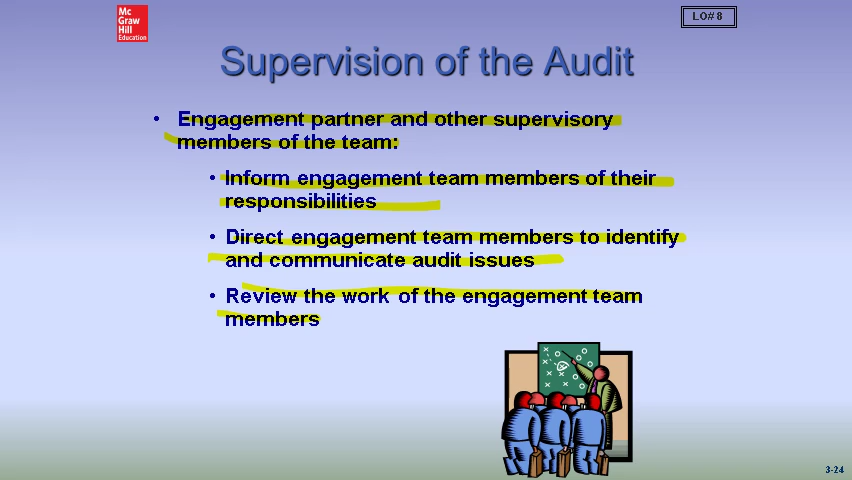 Mc
Graw
Hill
Education
LO# 8
Supervision of the Audit
• Engagement partner and other supervisory
members of the team:
• Inform engagement team members of their
responsibilities
• Direct engagement team members to identify
and communicate audit issues
• Review the work of the engagement team
members
3-24